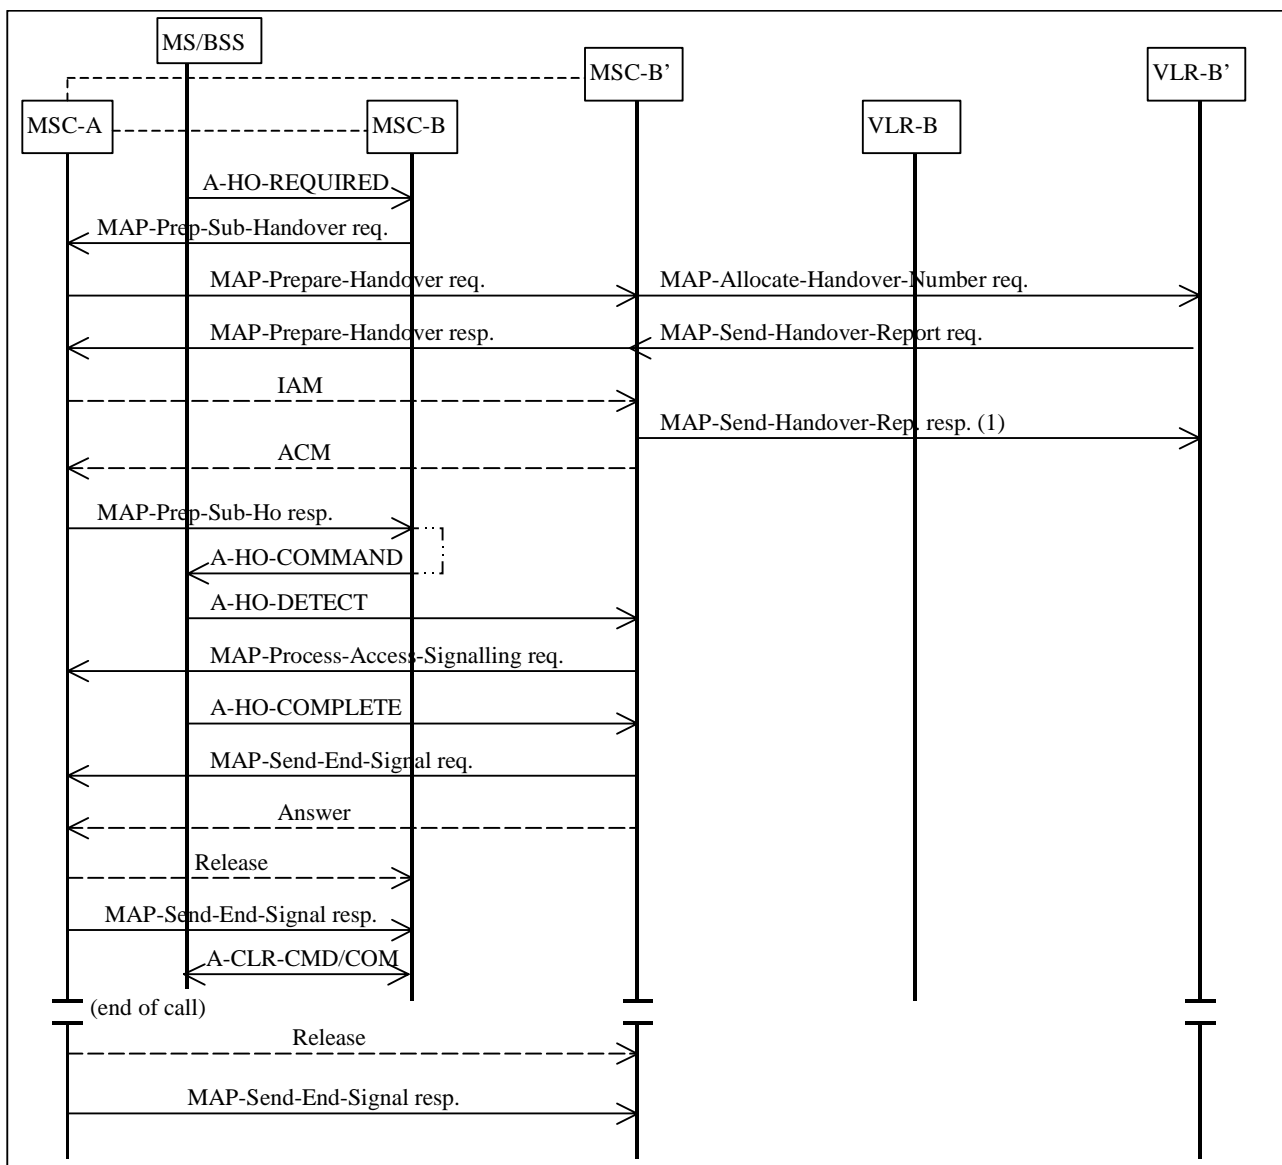 MS/BSS
MSC-B’
VLR-B’
MSC-A
MSC-B
VLR-B
A-HO-REQUIRED
MAP-Prep-Sub-Handover req.
MAP-Prepare-Handover req.
MAP-Allocate-Handover-Number req.
MAP-Prepare-Handover resp.
MAP-Send-Handover-Report req.
IAM
MAP-Send-Handover-Rep. resp. (1)
ACM
MAP-Prep-Sub-Ho resp.
A-HO-COMMAND
A-HO-DETECT
MAP-Process-Access-Signalling req.
A-HO-COMPLETE
MAP-Send-End-Signal req.
Answer
Release
MAP-Send-End-Signal resp.
A-CLR-CMD/COM
(end of call)
Release
MAP-Send-End-Signal resp.